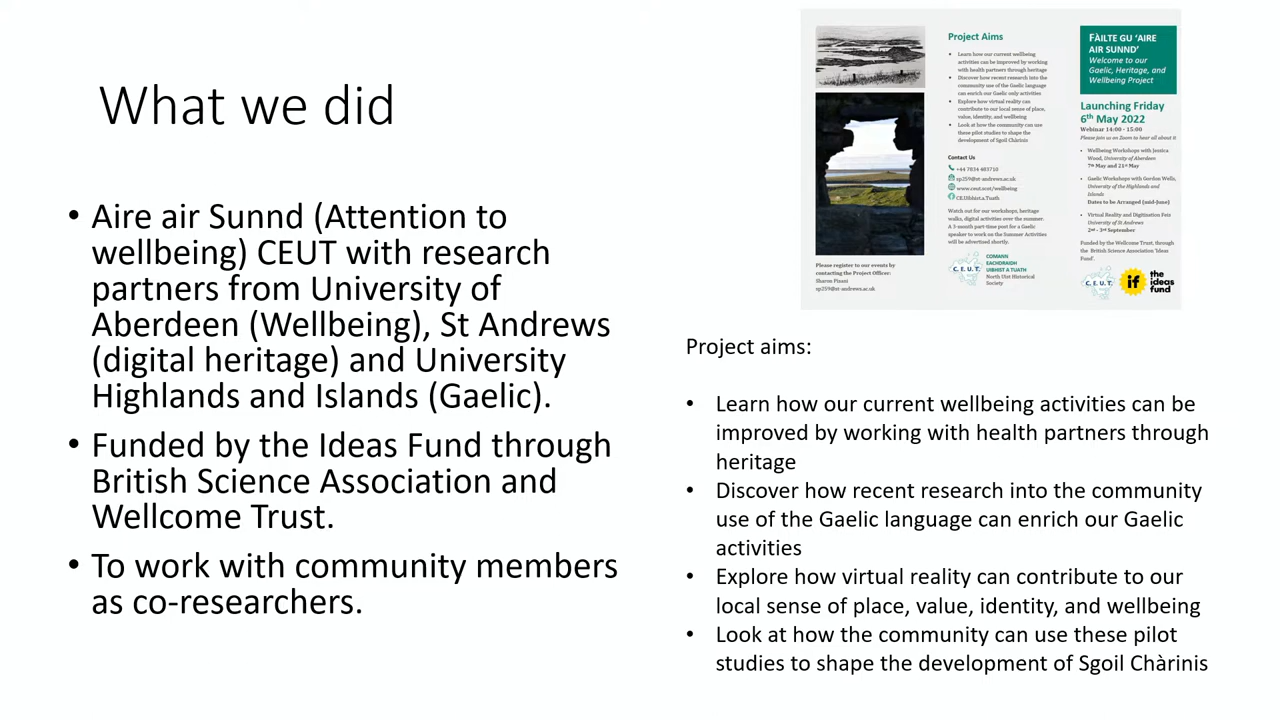 What we did
• Aire air Sunnd (Attention to
wellbeing) CEUT with research
partners from University of
Aberdeen (Wellbeing), St Andrews
(digital heritage) and University
Highlands and Islands (Gaelic).
• Funded by the Ideas Fund through
British Science Association and
Wellcome Trust.
• To work with community members
as co-researchers.
Please register to our events by
contacting the Project Officer:
Sharon Pisani
sp259@st-andrews.ac.uk
Project Aims
• Learn how our current wellbeing
activities can be improved by working
with health partners through heritage
• Discover how recent research into the
community use of the Gaelic language
can enrich our Gaelic only activities
• Explore how virtual reality can
contribute to our local sense of place,
value, identity, and wellbeing
• Look at how the community can use
these pilot studies to shape the
development of Sgoil Chàrinis
Contact Us
sp259@st-andrews.ac.uk
www.ceut.scot/wellbeing
CEUibhist.a.Tuath
Watch out for our workshops, heritage
walks, digital activities over the summer.
A 3-month part-time post for a Gaelic
speaker to work on the Summer Activities
will be advertised shortly.
C.E.U.T.
COMANN
EACHDRAIDH
UIBHIST A TUATH
North Uist Historical
Society
FÀILTE GU ‘AIRE
AIR SUNND’
Welcome to our
Gaelic, Heritage, and
Wellbeing Project
Launching Friday
6th May 2022
Webinar 14:00 - 15:00
Please join us on Zoom to hear all about it
• Wellbeing Workshops with Jessica
Wood, University of Aberdeen
7th May and 21st May
• Gaelic Workshops with Gordon Wells,
University of the Highlands and
Islands
Dates to be Arranged (mid-June)
• Virtual Reality and Digitisation Fets
University of St Andrews
2nd - 3rd September
Funded by the Wellcome Trust, through
the British Science Association 'Ideas
Fund'.
C.E.U.T.
if
the
ideas
fund
Project aims:
• Learn how our current wellbeing activities can be
improved by working with health partners through
heritage
• Discover how recent research into the community
use of the Gaelic language can enrich our Gaelic
activities
• Explore how virtual reality can contribute to our
local sense of place, value, identity, and wellbeing
• Look at how the community can use these pilot
studies to shape the development of Sgoil Chàrinis